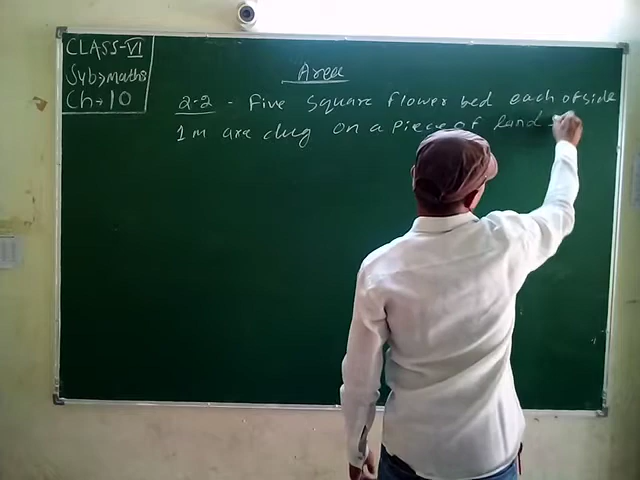 CLASS-VI
Sub→maths
Ch→10
Area
2.2 - Five Square flower bed each of side
1 m are dug on a piece of land